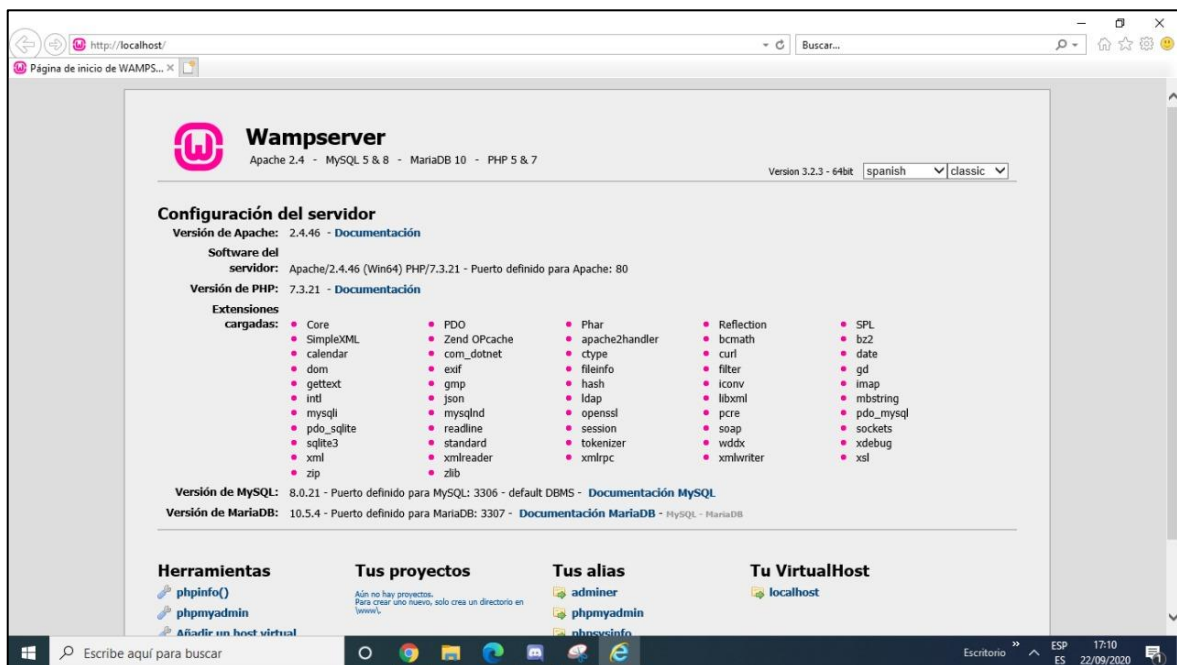 http://localhost/
Buscar...
Página de inicio de WAMPS...
Wampserver
Apache 2.4 - MySQL 5 & 8 - MariaDB 10 - PHP 5 & 7
Version 3.2.3 - 64bit spanish classic
Configuración del servidor
Versión de Apache: 2.4.46 - Documentación
Software del
servidor: Apache/2.4.46 (Win64) PHP/7.3.21 - Puerto definido para Apache: 80
Versión de PHP: 7.3.21 - Documentación
Extensiones
cargadas: Core PDO Phar Reflection SPL
SimpleXML Zend OPcache apache2handler bcmath bz2
calendar com_dotnet ctype curl date
dom exif fileinfo filter gd
gettext gmp hash iconv imap
intl json ldap libxml mbstring
mysqli mysqlnd openssl pcre pdo_mysql
pdo_sqlite readline session soap sockets
sqlite3 standard tokenizer wddx xdebug
xml xmlreader xmlrpc xmlwriter xsl
zip zlib
Versión de MySQL: 8.0.21 - Puerto definido para MySQL: 3306 - default DBMS - Documentación MySQL
Versión de MariaDB: 10.5.4 - Puerto definido para MariaDB: 3307 - Documentación MariaDB - MySQL - MariaDB
Herramientas Tus proyectos Tus alias Tu VirtualHost
phpinfo()
phpmyadmin
Añadir un host virtual
Aún no hay proyectos.
Para crear uno nuevo, solo crea un directorio en
'www\.
adminer
phpmyadmin
phpsysinfo
localhost
Escribe aquí para buscar
Escritorio
ESP
ES
17:10
22/09/2020